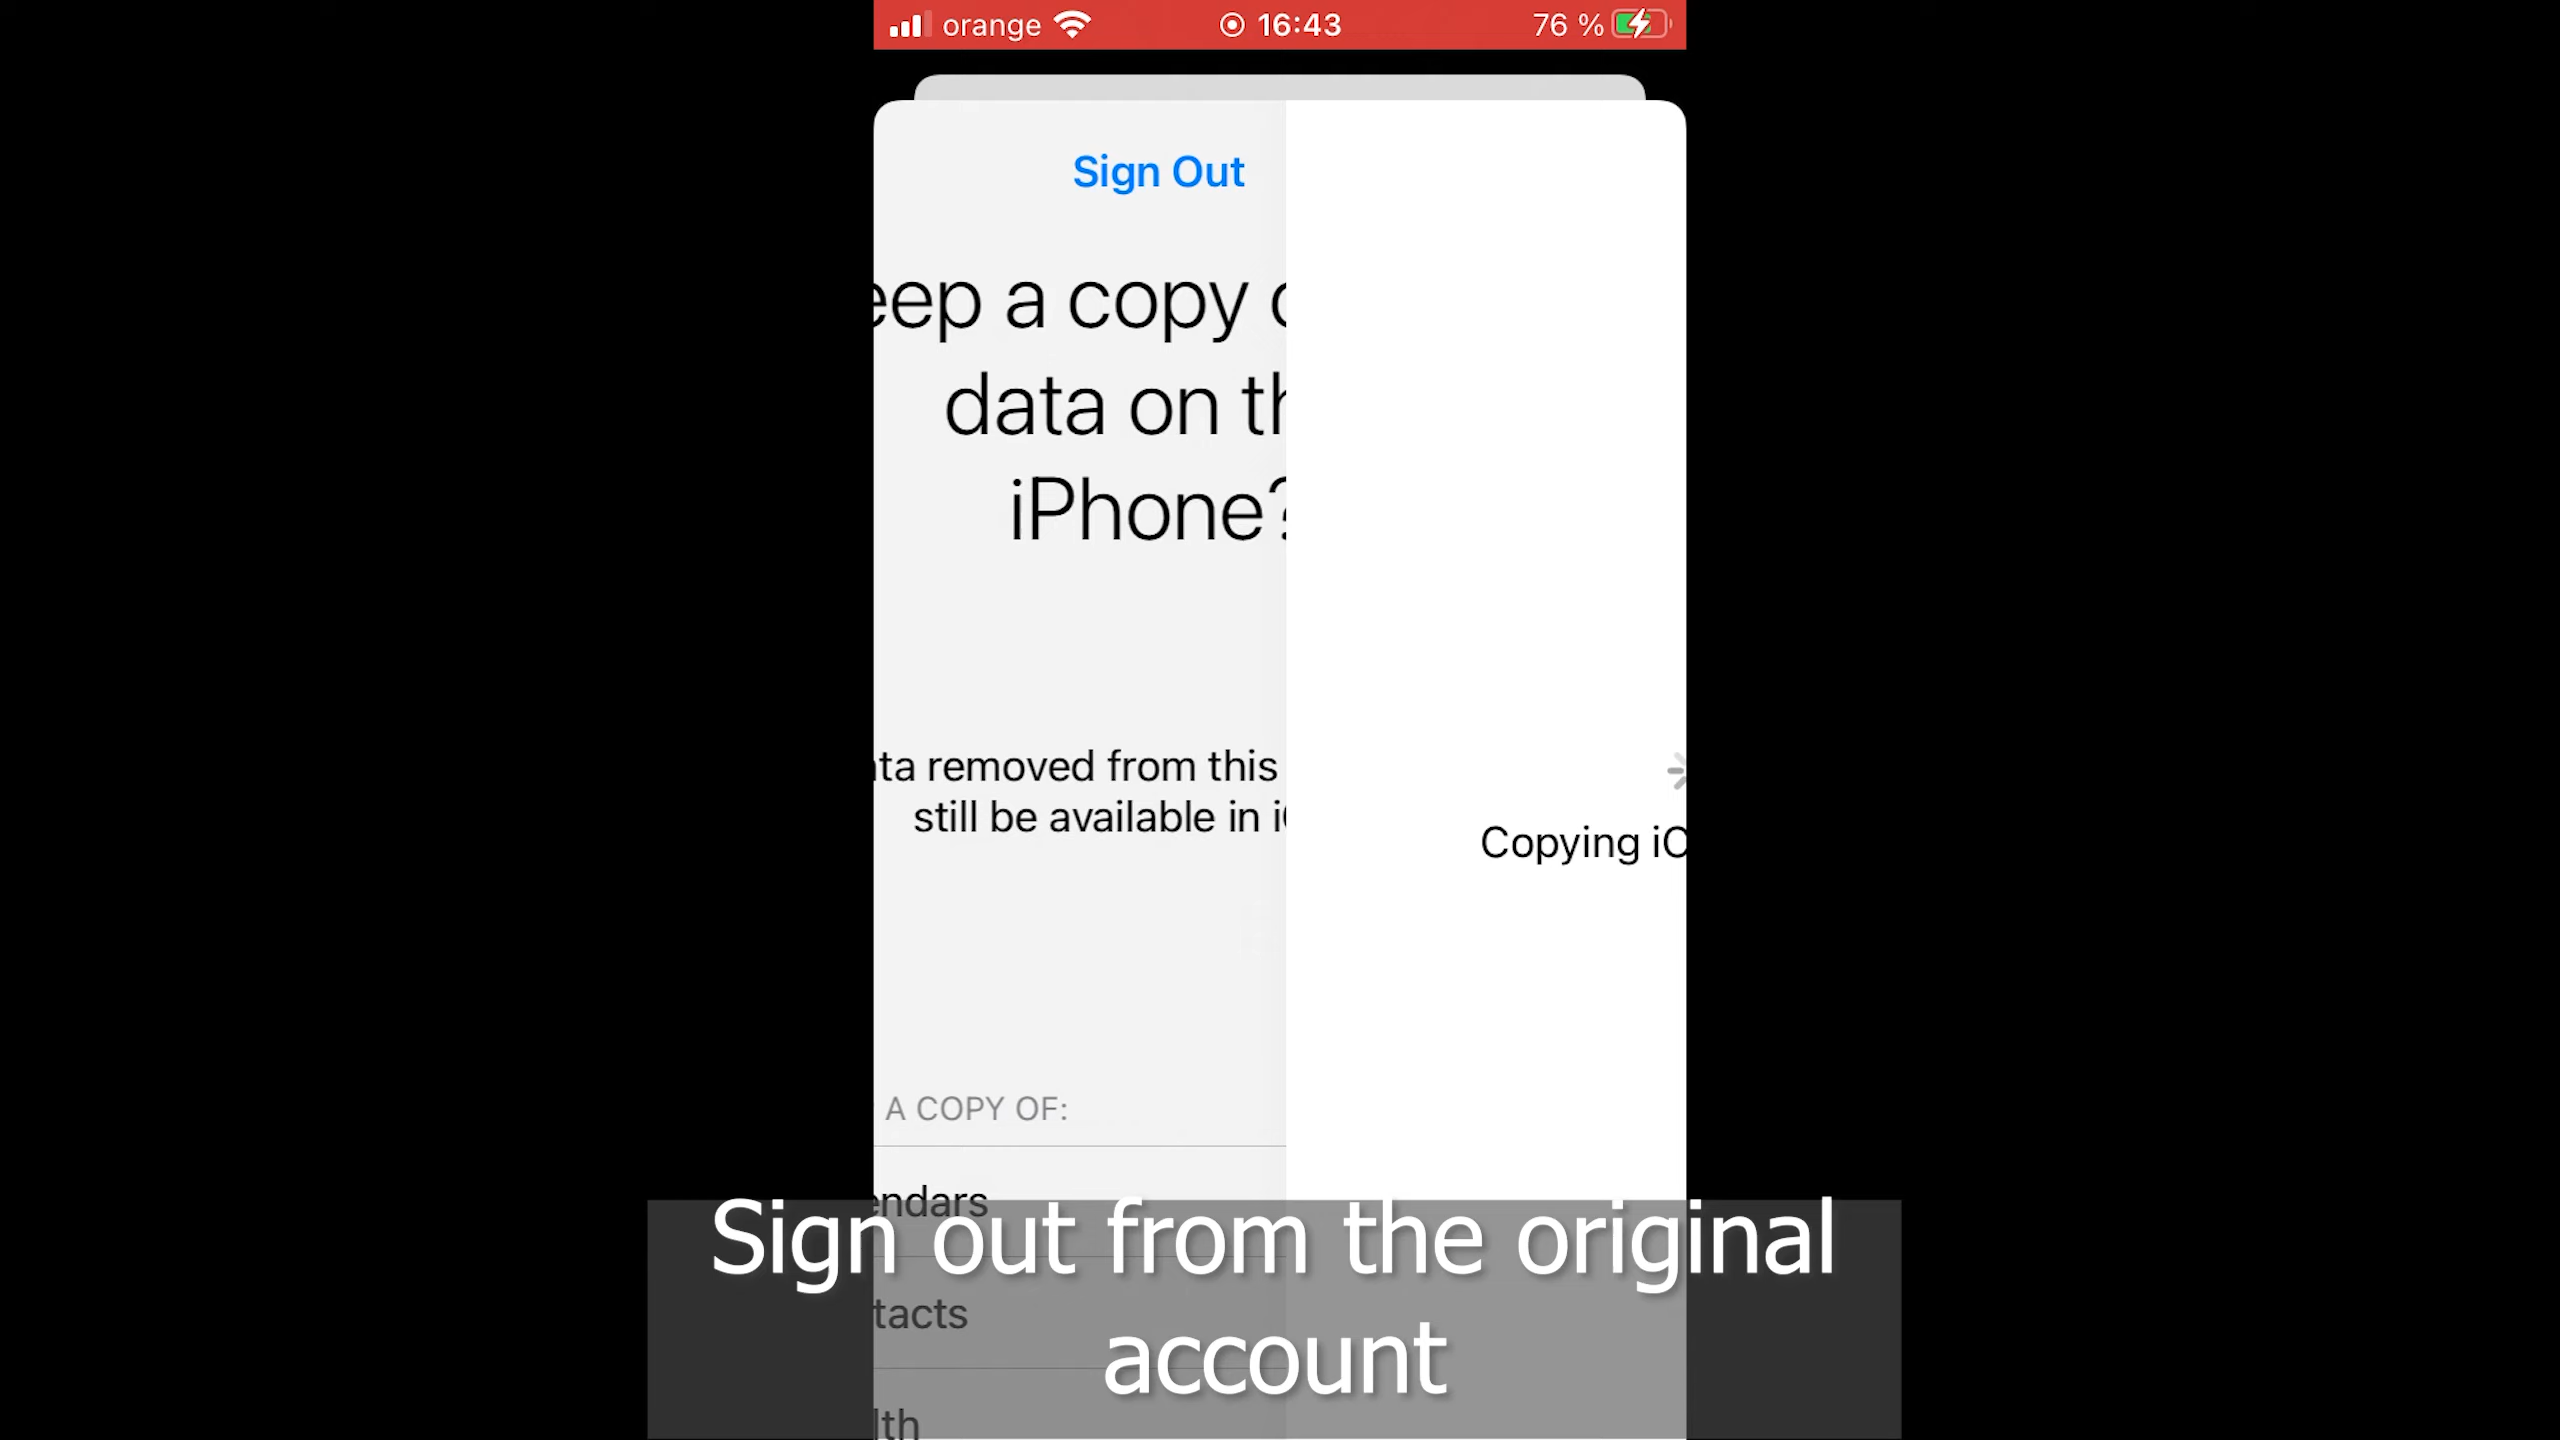 orange 16:43 76 %
Sign Out
eep a copy
data on th
iPhone?
ta removed from this
still be available in i
Copying iC
A COPY OF:
endars
tacts
lth
Sign out from the original
account